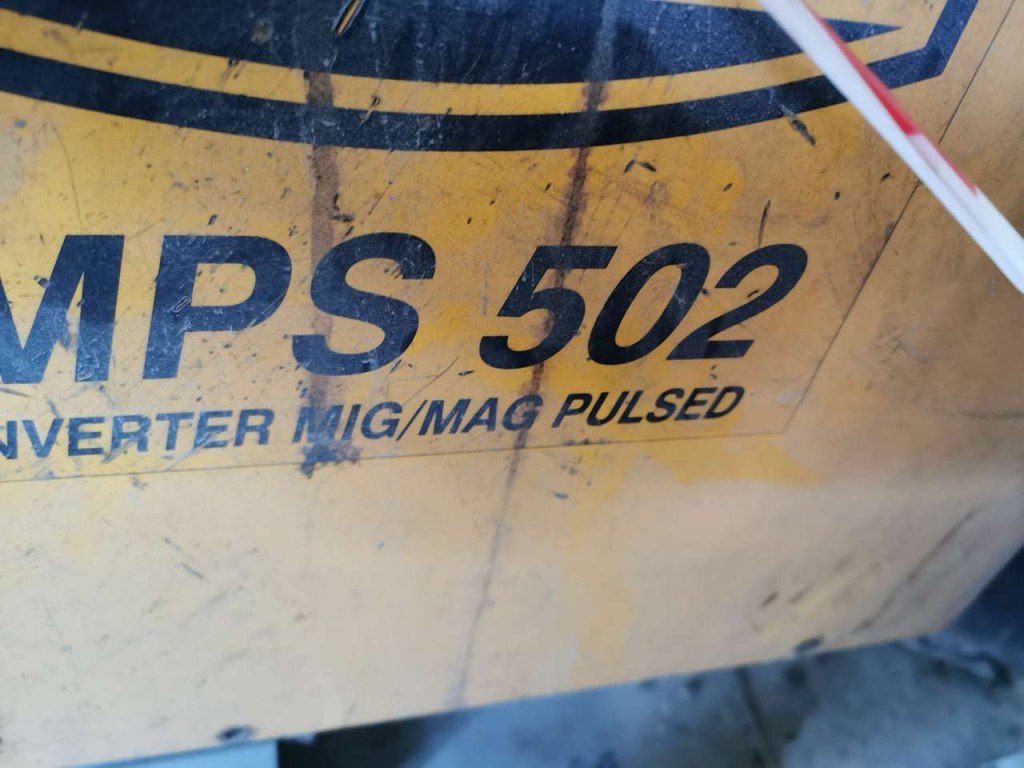 MPS 502
NVERTER MIG/MAG PULSED